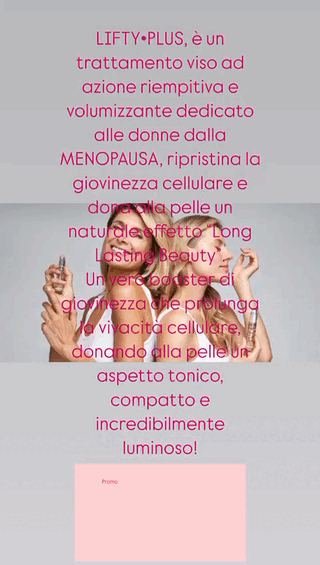 LIFTY•PLUS, è un
trattamento viso ad
azione riempitiva e
volumizzante dedicato
alle donne dalla
MENOPAUSA, ripristina la
giovinezza cellulare e
dona alla pelle un
naturale effetto "Long
Lasting Beauty"
Un vero booster di
giovinezza che prolunga
la vivacità cellulare,
donando alla pelle un
aspetto tonico,
compatto e
incredibilmente
luminoso!
Promo